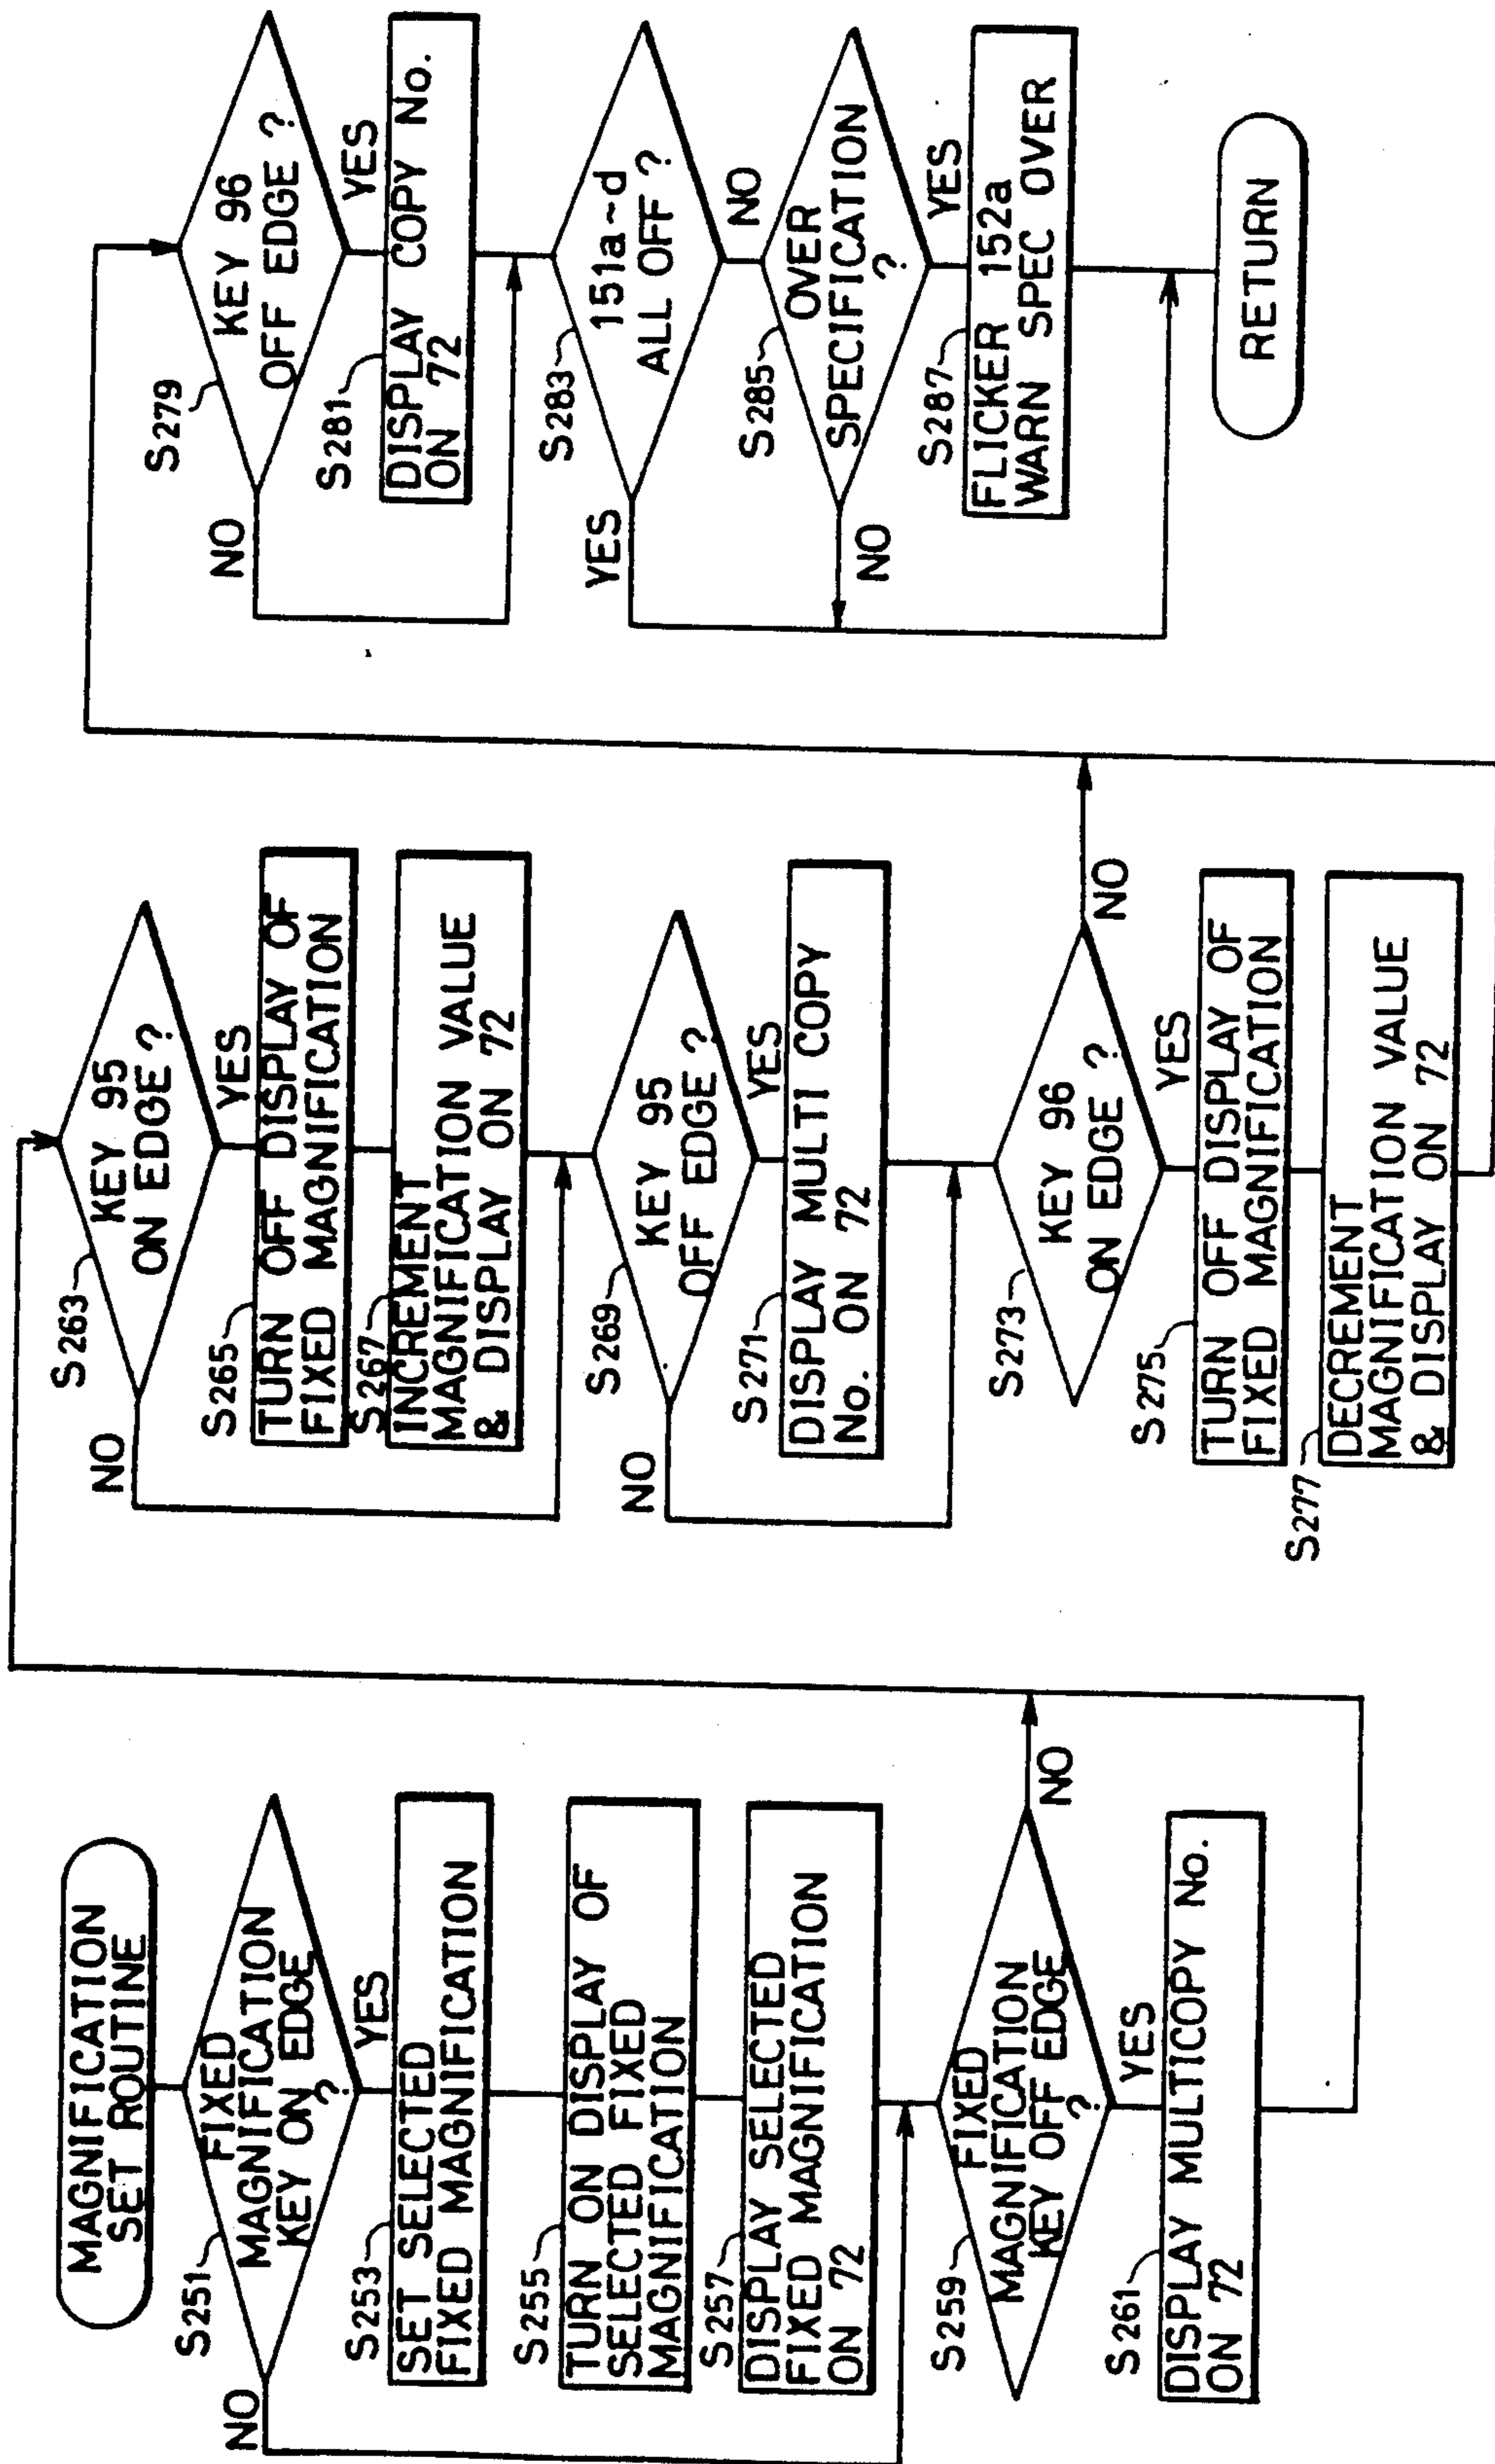 MAGNIFICATION
SET ROUTINE
S251
FIXED
MAGNIFICATION
KEY ON EDGE
?
NO
YES
S253
SET SELECTED
FIXED MAGNIFICATION
S255
TURN ON DISPLAY OF
SELECTED FIXED
MAGNIFICATION
S257
DISPLAY SELECTED
FIXED MAGNIFICATION
ON 72
S259
FIXED
MAGNIFICATION
KEY OFF EDGE
?
NO
YES
S261
DISPLAY MULTICOPY No.
ON 72
S263
KEY 95
ON EDGE ?
NO
YES
S265
TURN OFF DISPLAY OF
FIXED MAGNIFICATION
S267
INCREMENT
MAGNIFICATION VALUE
& DISPLAY ON 72
S269
KEY 95
OFF EDGE ?
NO
YES
S271
DISPLAY MULTI COPY
No. ON 72
S273
KEY 96
ON EDGE ?
NO
YES
S275
TURN OFF DISPLAY OF
FIXED MAGNIFICATION
S277
DECREMENT
MAGNIFICATION VALUE
& DISPLAY ON 72
S279
KEY 96
OFF EDGE ?
NO
YES
S281
DISPLAY COPY No.
ON 72
S283
151a~d
ALL OFF ?
YES
NO
S285
OVER
SPECIFICATION
?
NO
YES
S287
FLICKER 152a
WARN SPEC OVER
RETURN